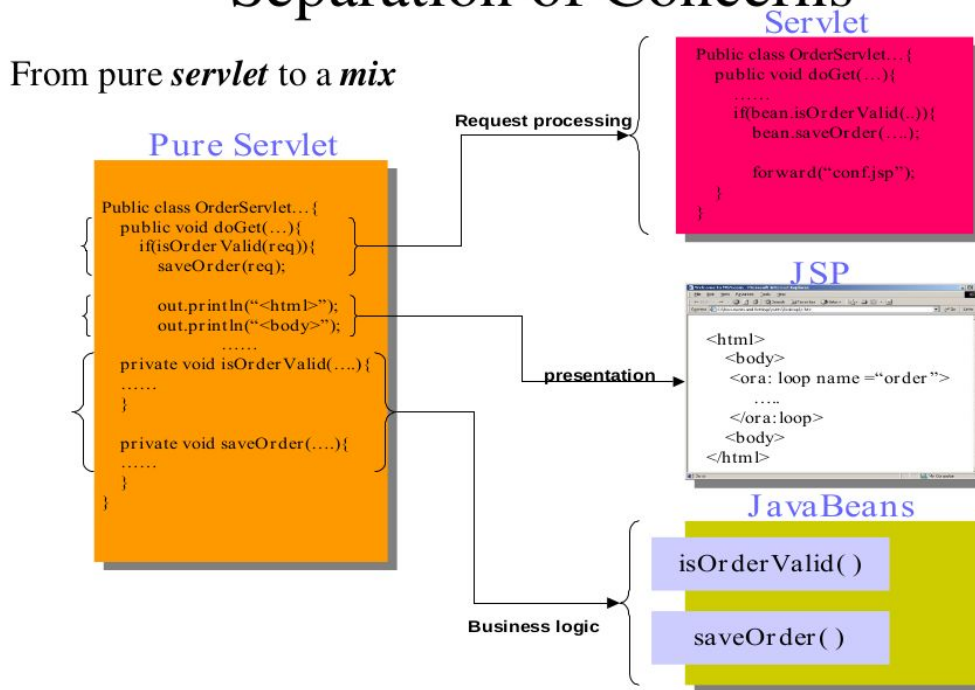 Separation of Concerns
From pure servlet to a mix
Pure Servlet
Public class OrderServlet…{
public void doGet(…){
if(isOrderValid(req)){
saveOrder(req);
out.println(“<html>”);
out.println(“<body>”);
……
private void isOrderValid(….){
……
}
private void saveOrder(….){
……
}
}
Request processing
presentation
Business logic
Servlet
Public class OrderServlet…{
public void doGet(…){
……
if(bean.isOrderValid(..)){
bean.saveOrder(….);
forward(“conf.jsp”);
}
}
JSP
<html>
<body>
<ora: loop name =“order”>
…..
</ora:loop>
<body>
</html>
JavaBeans
isOrderValid( )
saveOrder( )